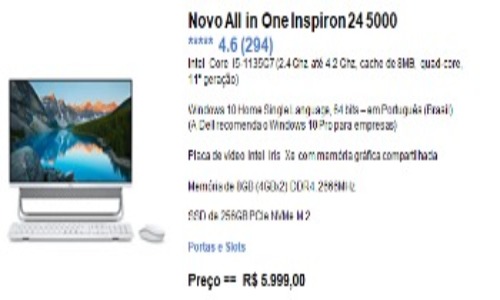 Novo All in One Inspiron 24 5000
***** 4.6 (294)
Intel Core i5-1135G7 (2.4 Ghz até 4.2 Ghz, cache de 8MB, quad-core,
11ª geração)
Windows 10 Home Single Language, 64 bits – em Português (Brasil)
(A Dell recomenda o Windows 10 Pro para empresas)
Placa de vídeo Intel Iris Xe com memória gráfica compartilhada
Memória de 8GB (4GBx2) DDR4, 2666MHz
SSD de 256GB PCIe NVMe M.2
Portas e Slots
Preço == R$ 5.999,00